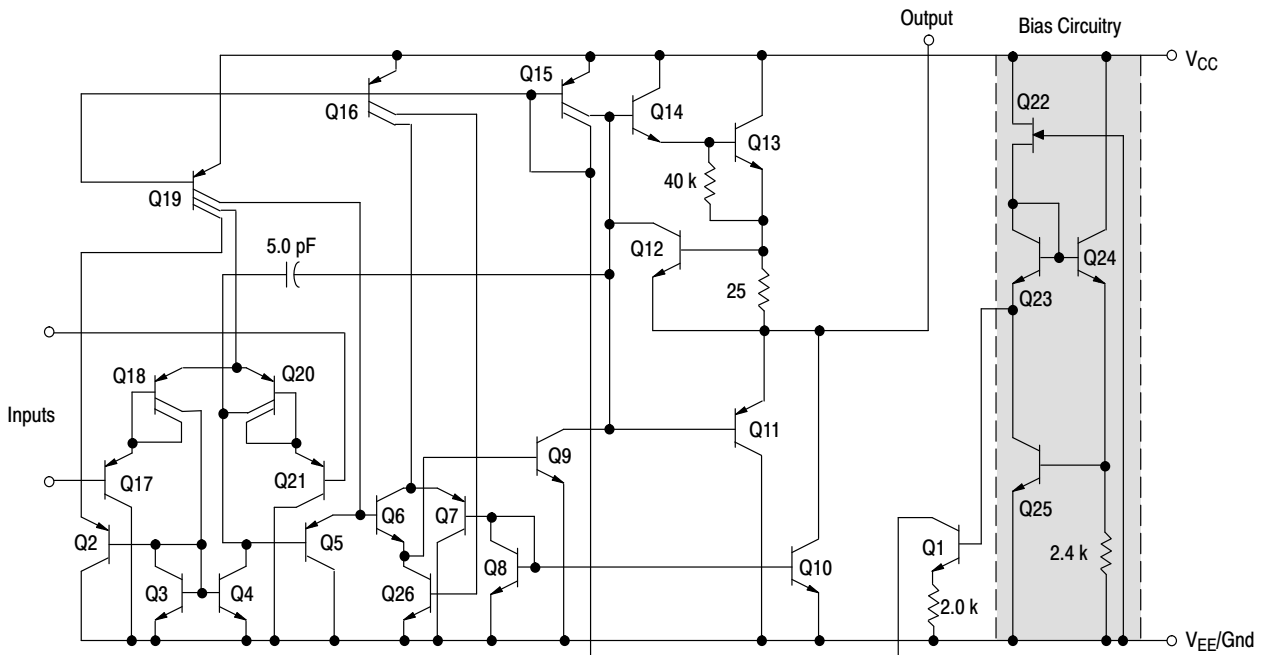 Output
Bias Circuitry
VCC
Q15
Q22
Q16
Q14
Q13
Q19
40 k
5.0 pF
Q12
Q24
25
Q23
Q18
Q20
Inputs
Q11
Q9
Q17
Q21
Q6
Q7
Q25
Q2
Q5
Q1
Q8
Q10
2.4 k
Q3
Q4
Q26
2.0 k
VEE/Gnd